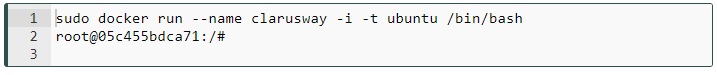 1 sudo docker run --name clarusway -i -t ubuntu /bin/bash
2 root@05c455bdca71:/#
3